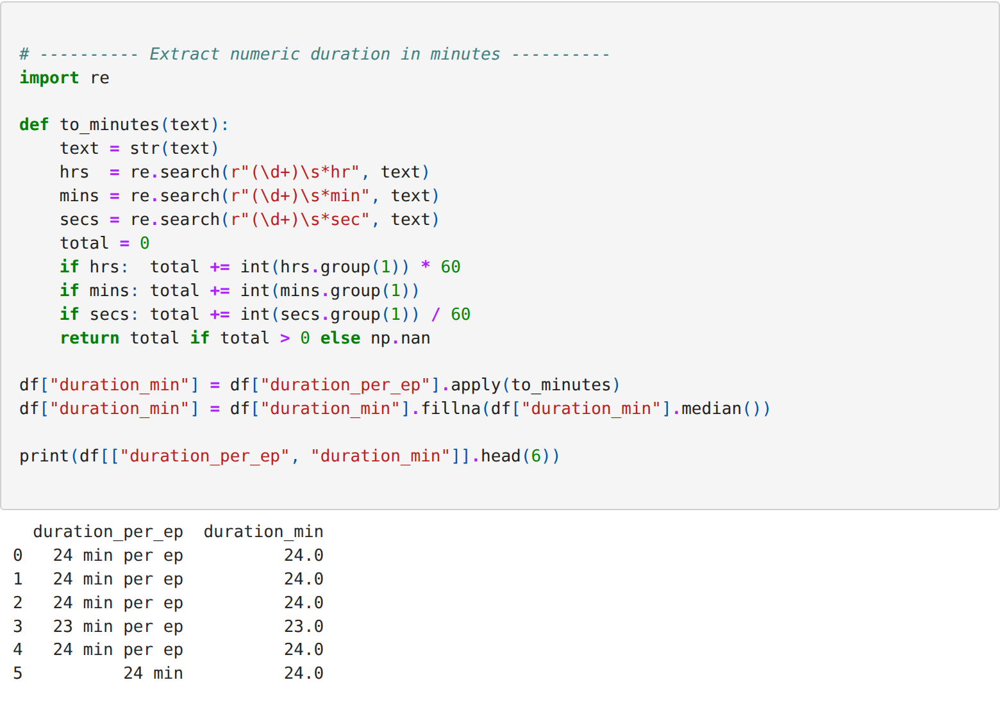 # ---------- Extract numeric duration in minutes ----------
import re
def to_minutes(text):
    text = str(text)
    hrs  = re.search(r"(\d+)\s*hr", text)
    mins = re.search(r"(\d+)\s*min", text)
    secs = re.search(r"(\d+)\s*sec", text)
    total = 0
    if hrs:  total += int(hrs.group(1)) * 60
    if mins: total += int(mins.group(1))
    if secs: total += int(secs.group(1)) / 60
    return total if total > 0 else np.nan
df["duration_min"] = df["duration_per_ep"].apply(to_minutes)
df["duration_min"] = df["duration_min"].fillna(df["duration_min"].median())
print(df[["duration_per_ep", "duration_min"]].head(6))
  duration_per_ep  duration_min
0   24 min per ep          24.0
1   24 min per ep          24.0
2   24 min per ep          24.0
3   23 min per ep          23.0
4   24 min per ep          24.0
5          24 min          24.0